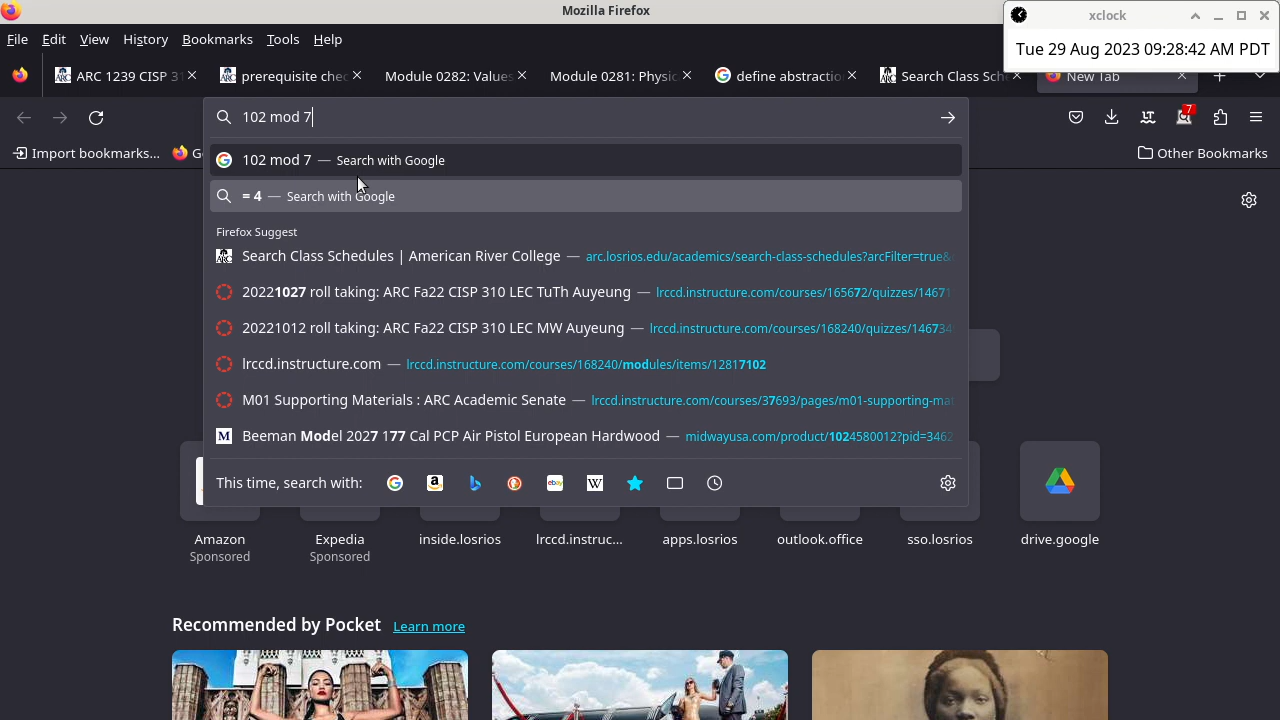 Mozilla Firefox
xclock
Tue 29 Aug 2023 09:28:42 AM PDT
File Edit View History Bookmarks Tools Help
ARC 1239 CISP 31 prerequisite chec Module 0282: Values Module 0281: Physic define abstractio Search Class Sch New Tab
102 mod 7
7
Import bookmarks... G Other Bookmarks
102 mod 7 — Search with Google
= 4 — Search with Google
Firefox Suggest
Search Class Schedules | American River College — arc.losrios.edu/academics/search-class-schedules?arcFilter=true&
20221027 roll taking: ARC Fa22 CISP 310 LEC TuTh Auyeung — lrccd.instructure.com/courses/165672/quizzes/14671
20221012 roll taking: ARC Fa22 CISP 310 LEC MW Auyeung — lrccd.instructure.com/courses/168240/quizzes/146734
lrccd.instructure.com — lrccd.instructure.com/courses/168240/modules/items/12817102
M01 Supporting Materials : ARC Academic Senate — lrccd.instructure.com/courses/37693/pages/m01-supporting-mat
Beeman Model 2027 177 Cal PCP Air Pistol European Hardwood — midwayusa.com/product/1024580012?pid=3462
This time, search with:
Amazon Expedia inside.losrios lrccd.instruc... apps.losrios outlook.office sso.losrios drive.google
Sponsored Sponsored
Recommended by Pocket Learn more